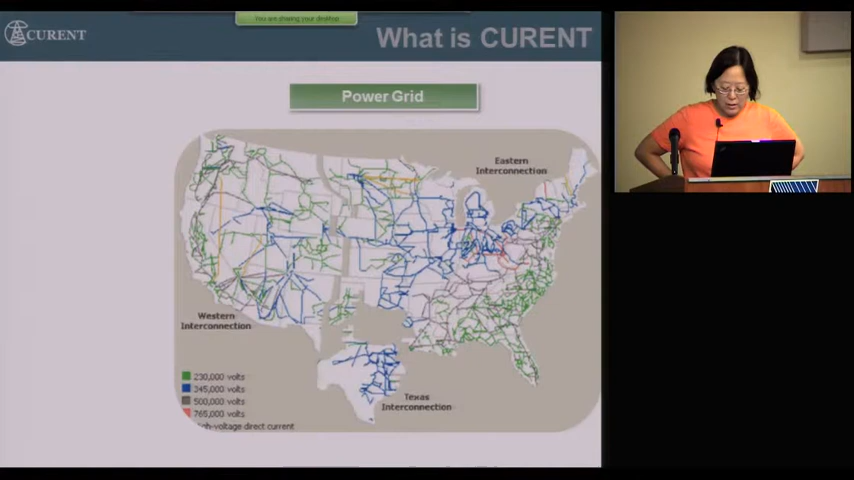 You are sharing your desktop
CURENT
What is CURENT
Power Grid
Eastern
Interconnection
Western
Interconnection
230,000 volts
345,000 volts
500,000 volts
765,000 volts
gh-voltage direct current
Texas
Interconnection